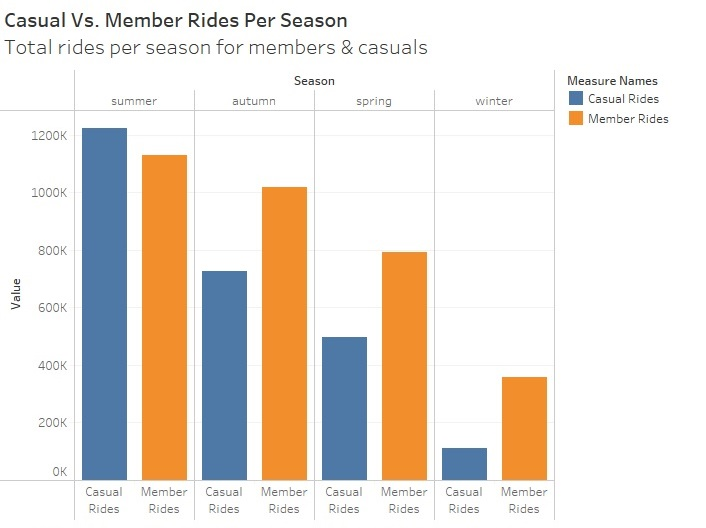 Casual Vs. Member Rides Per Season
Total rides per season for members & casuals
Season
summer autumn spring winter
Measure Names
Casual Rides
Member Rides
Value
1200K
1000K
800K
600K
400K
200K
0K
Casual Member Casual Member Casual Member Casual Member
Rides Rides Rides Rides Rides Rides Rides Rides